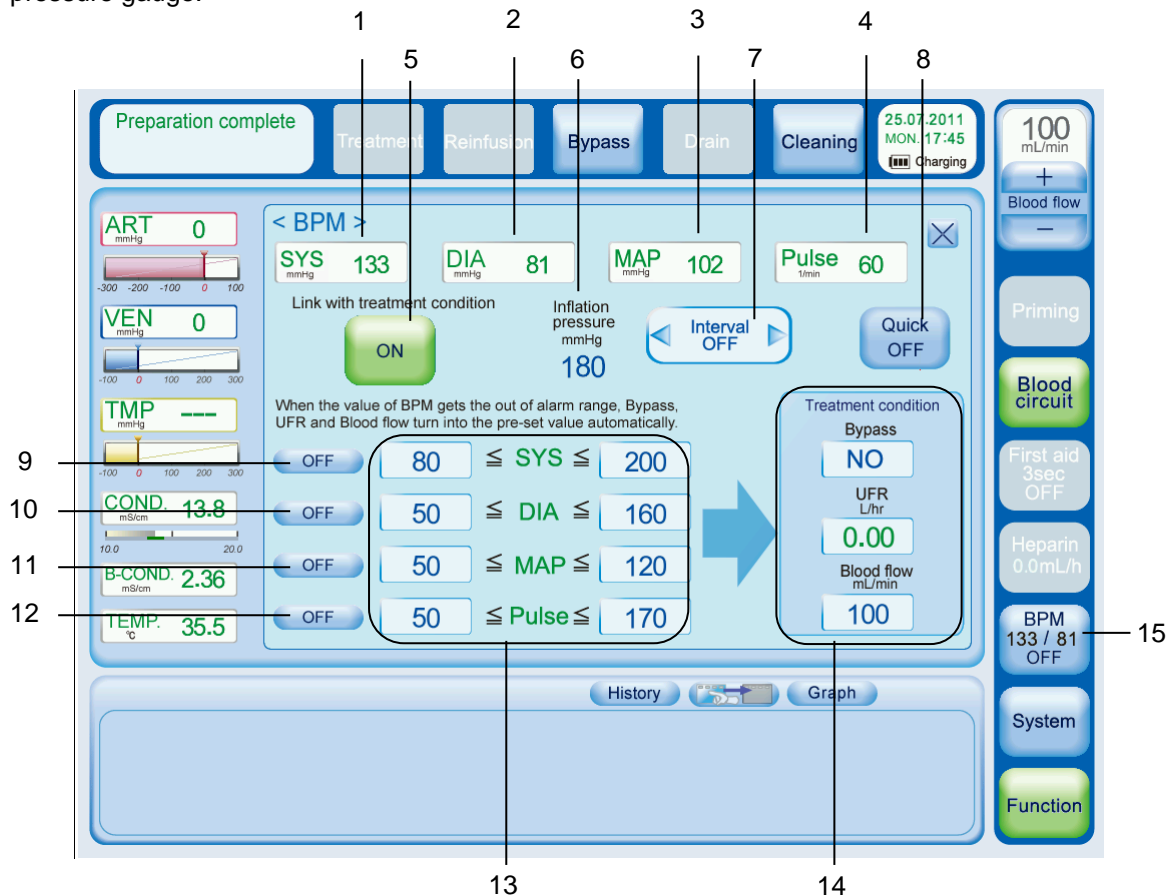 pressure gauge.
1 2 3 4
5 6 7 8
Preparation complete
Treatment
Reinfusion
Bypass
Drain
Cleaning
25.07.2011
MON. 17:45
Charging
100
mL/min
+
Blood flow
−
ART 0
mmHg
-300 -200 -100 0 100
VEN 0
mmHg
-100 0 100 200 300
TMP ---
mmHg
-100 0 100 200 300
COND. 13.8
mS/cm
10.0 20.0
B-COND. 2.36
mS/cm
TEMP. 35.5
℃
< BPM >
SYS 133
mmHg
DIA 81
mmHg
MAP 102
mmHg
Pulse 60
1/min
Link with treatment condition
ON
Inflation
pressure
mmHg
180
Interval
OFF
Quick
OFF
When the value of BPM gets the out of alarm range, Bypass,
UFR and Blood flow turn into the pre-set value automatically.
9 OFF 80 ≦ SYS ≦ 200
10 OFF 50 ≦ DIA ≦ 160
11 OFF 50 ≦ MAP ≦ 120
12 OFF 50 ≦ Pulse ≦ 170
Treatment condition
Bypass
NO
UFR
L/hr
0.00
Blood flow
mL/min
100
Priming
Blood
circuit
First aid
3sec
OFF
Heparin
0.0mL/h
BPM
133 / 81
OFF
15
System
Function
History
Graph
13 14